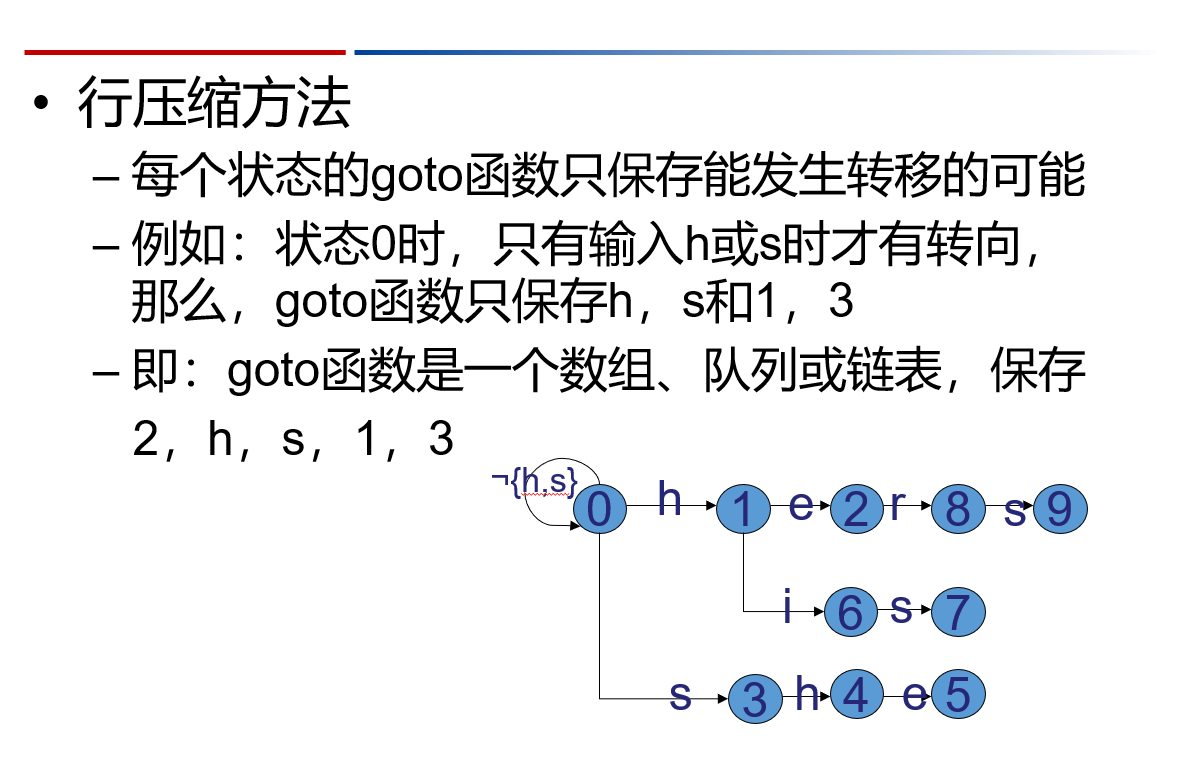 • 行压缩方法
– 每个状态的goto函数只保存能发生转移的可能
– 例如：状态0时，只有输入h或s时才有转向，
那么，goto函数只保存h，s和1，3
– 即：goto函数是一个数组、队列或链表，保存
2，h，s，1，3
¬{h,s}
0 h 1 e 2 r 8 s 9
i 6 s 7
s 3 h 4 e 5